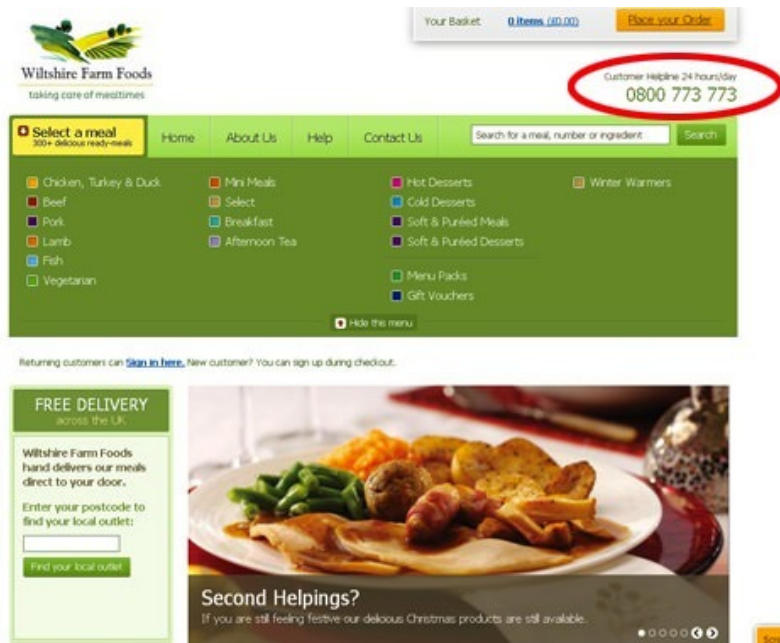 Your Basket 0 items (£0.00) Place your Order
Wiltshire Farm Foods
taking care of mealtimes
Customer Helpline 24 hours/day
0800 773 773
Select a meal
300+ delicious ready-meals
Home About Us Help Contact Us Search for a meal, number or ingredient Search
Chicken, Turkey & Duck
Beef
Pork
Lamb
Fish
Vegetarian
Mini Meals
Select
Breakfast
Afternoon Tea
Hot Desserts
Cold Desserts
Soft & Puréed Meals
Soft & Puréed Desserts
Menu Packs
Gift Vouchers
Winter Warmers
Hide this menu
Returning customers can Sign in here. New customer? You can sign up during checkout.
FREE DELIVERY
across the UK
Wiltshire Farm Foods
hand delivers our meals
direct to your door.
Enter your postcode to
find your local outlet:
Find your local outlet
Second Helpings?
If you are still feeling festive our delicious Christmas products are still available.